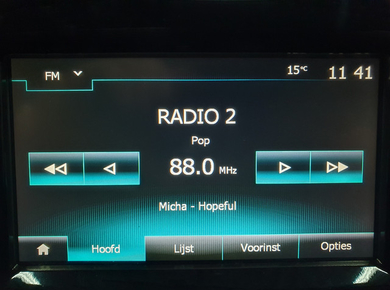 FM 15°C 11 41
RADIO 2
Pop
88.0 MHz
Micha - Hopeful
Hoofd Lijst Voorinst Opties